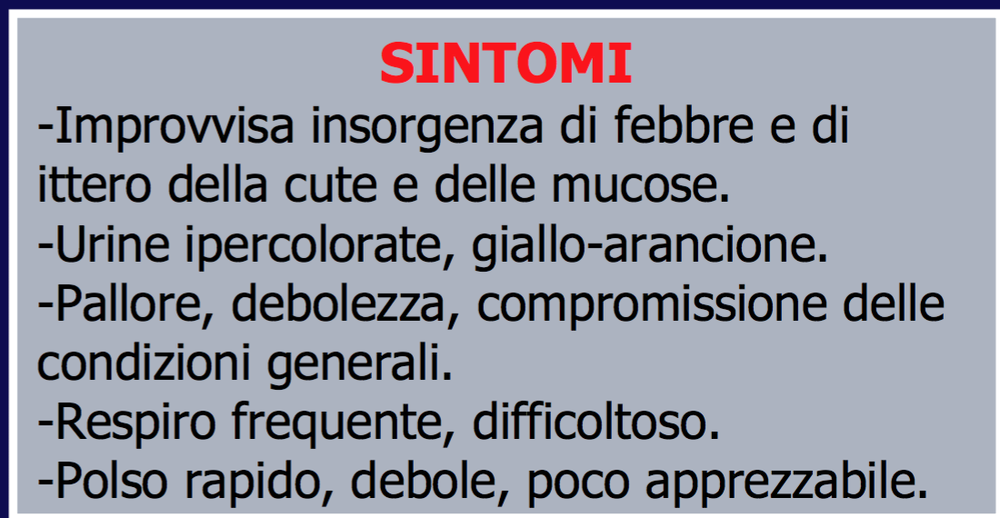 SINTOMI
-Improvvisa insorgenza di febbre e di
ittero della cute e delle mucose.
-Urine ipercolorate, giallo-arancione.
-Pallore, debolezza, compromissione delle
condizioni generali.
-Respiro frequente, difficoltoso.
-Polso rapido, debole, poco apprezzabile.